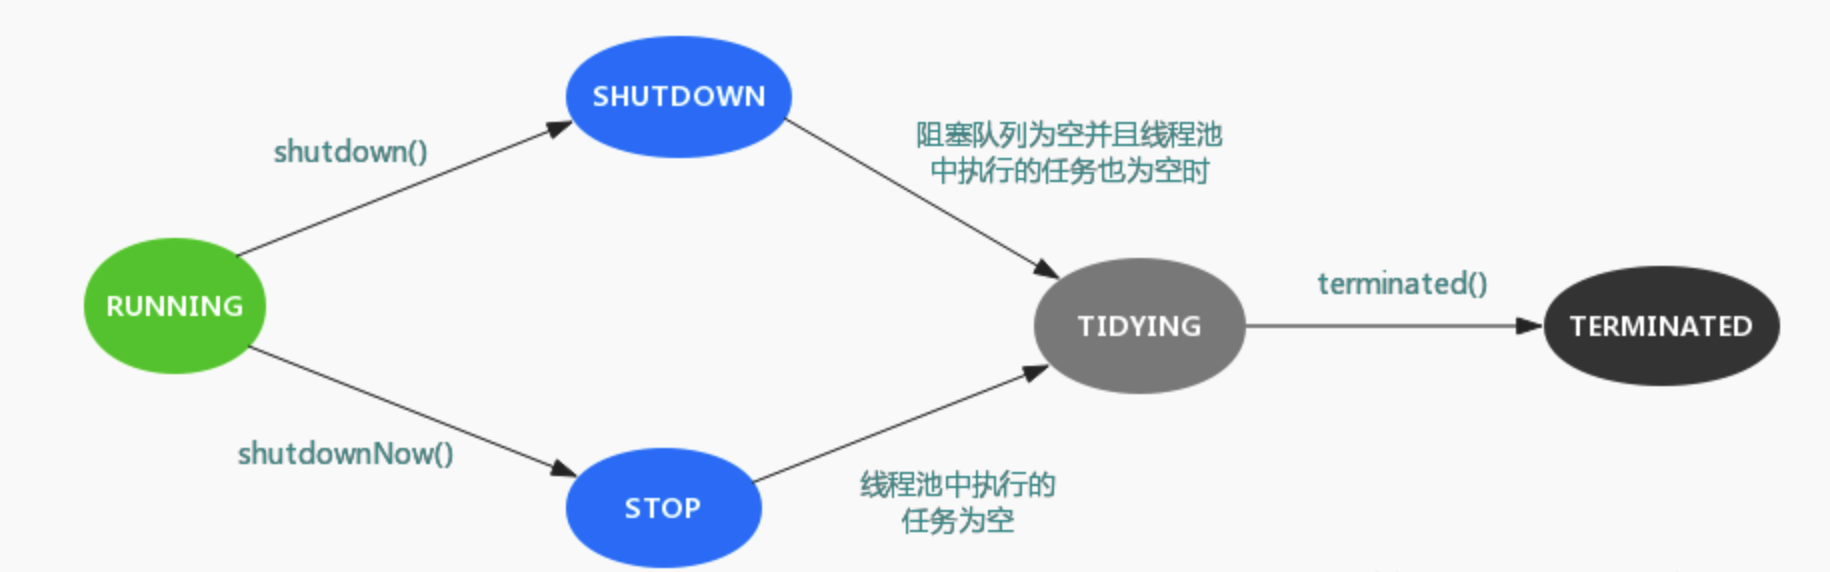 SHUTDOWN
shutdown()
阻塞队列为空并且线程池
中执行的任务也为空时
RUNNING
TIDYING
terminated()
TERMINATED
shutdownNow()
STOP
线程池中执行的
任务为空